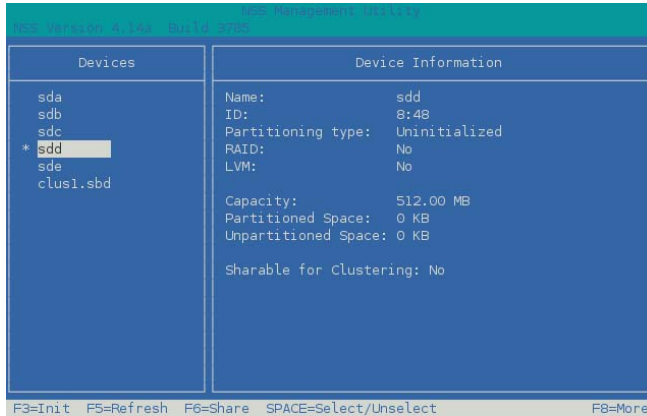 NSS Management Utility
NSS Version 4.14a Build 3785
Devices
sda
sdb
sdc
* sdd
sde
clus1.sbd
Device Information
Name: sdd
ID: 8:48
Partitioning type: Uninitialized
RAID: No
LVM: No
Capacity: 512.00 MB
Partitioned Space: 0 KB
Unpartitioned Space: 0 KB
Sharable for Clustering: No
F3=Init F5=Refresh F6=Share SPACE=Select/Unselect F8=More